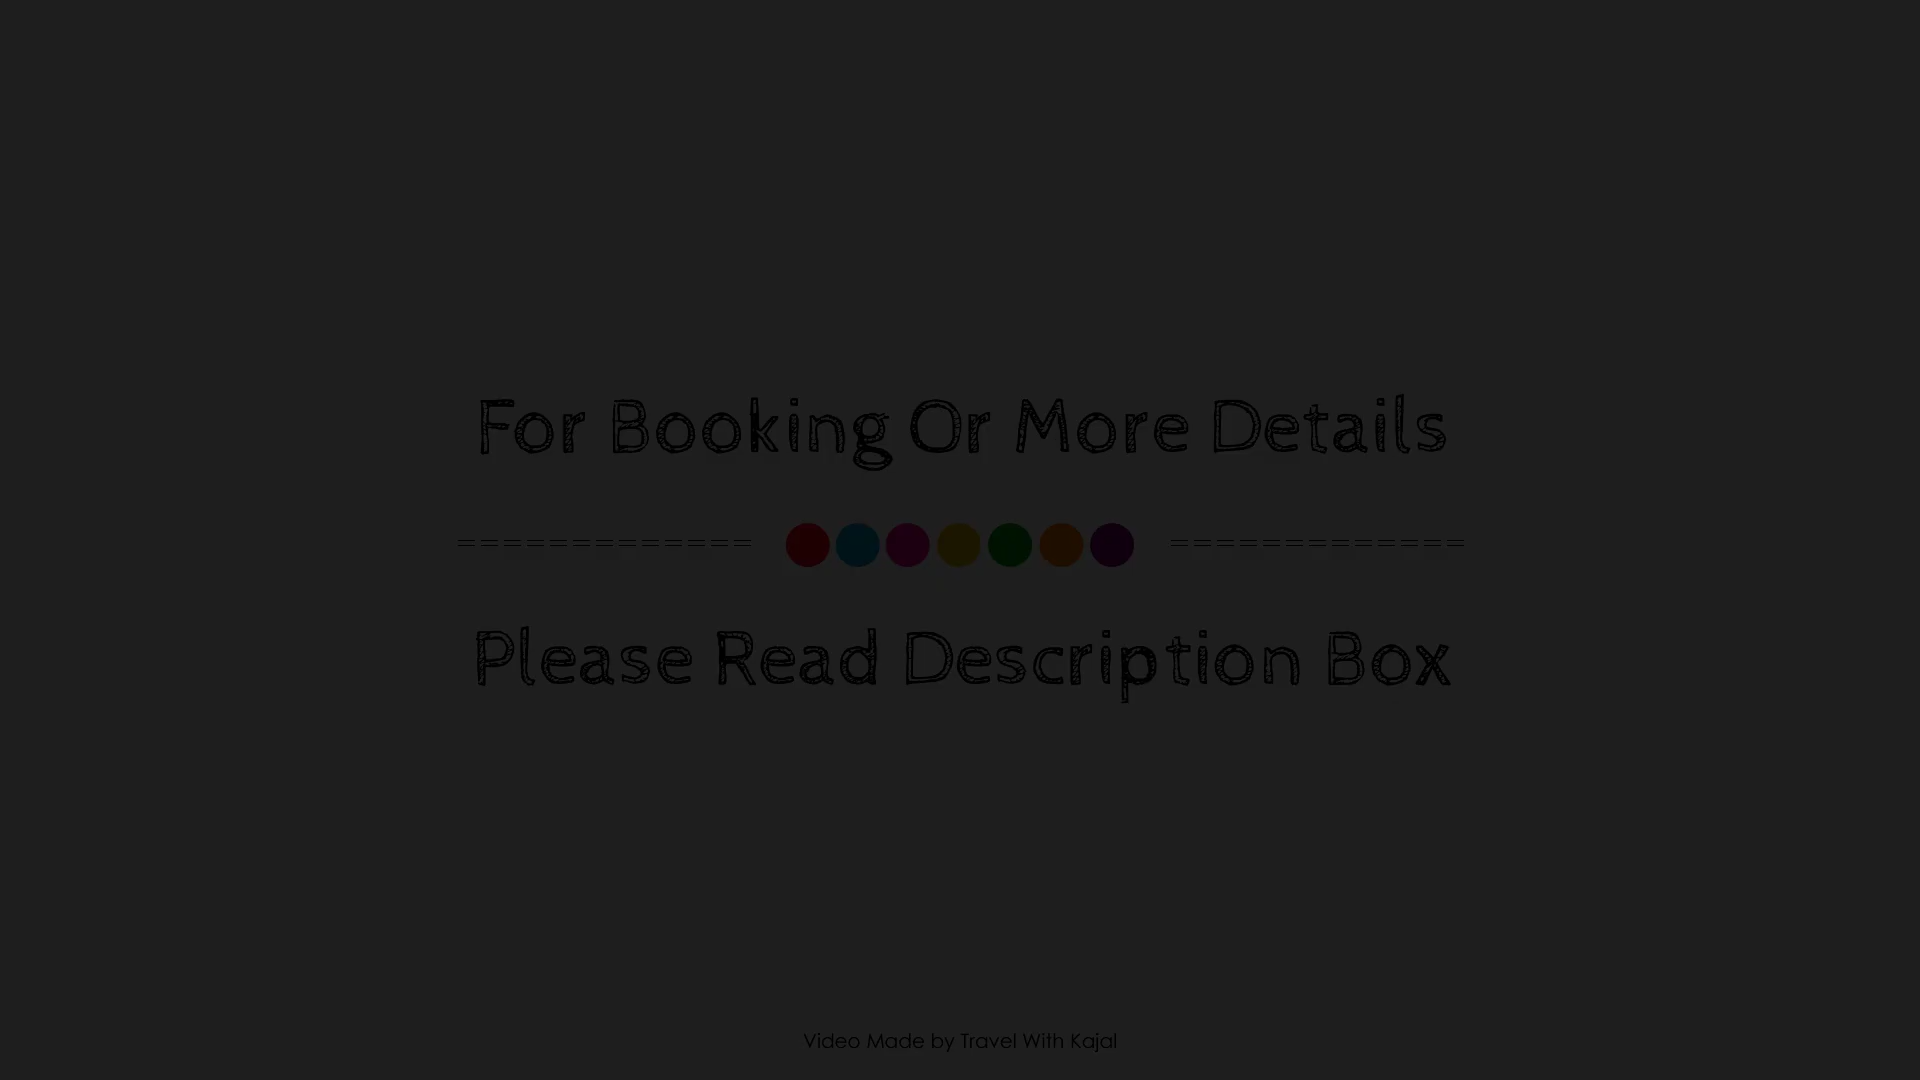 For Booking Or More Details
============= =============
Please Read Description Box
Video Made by Travel With Kajal